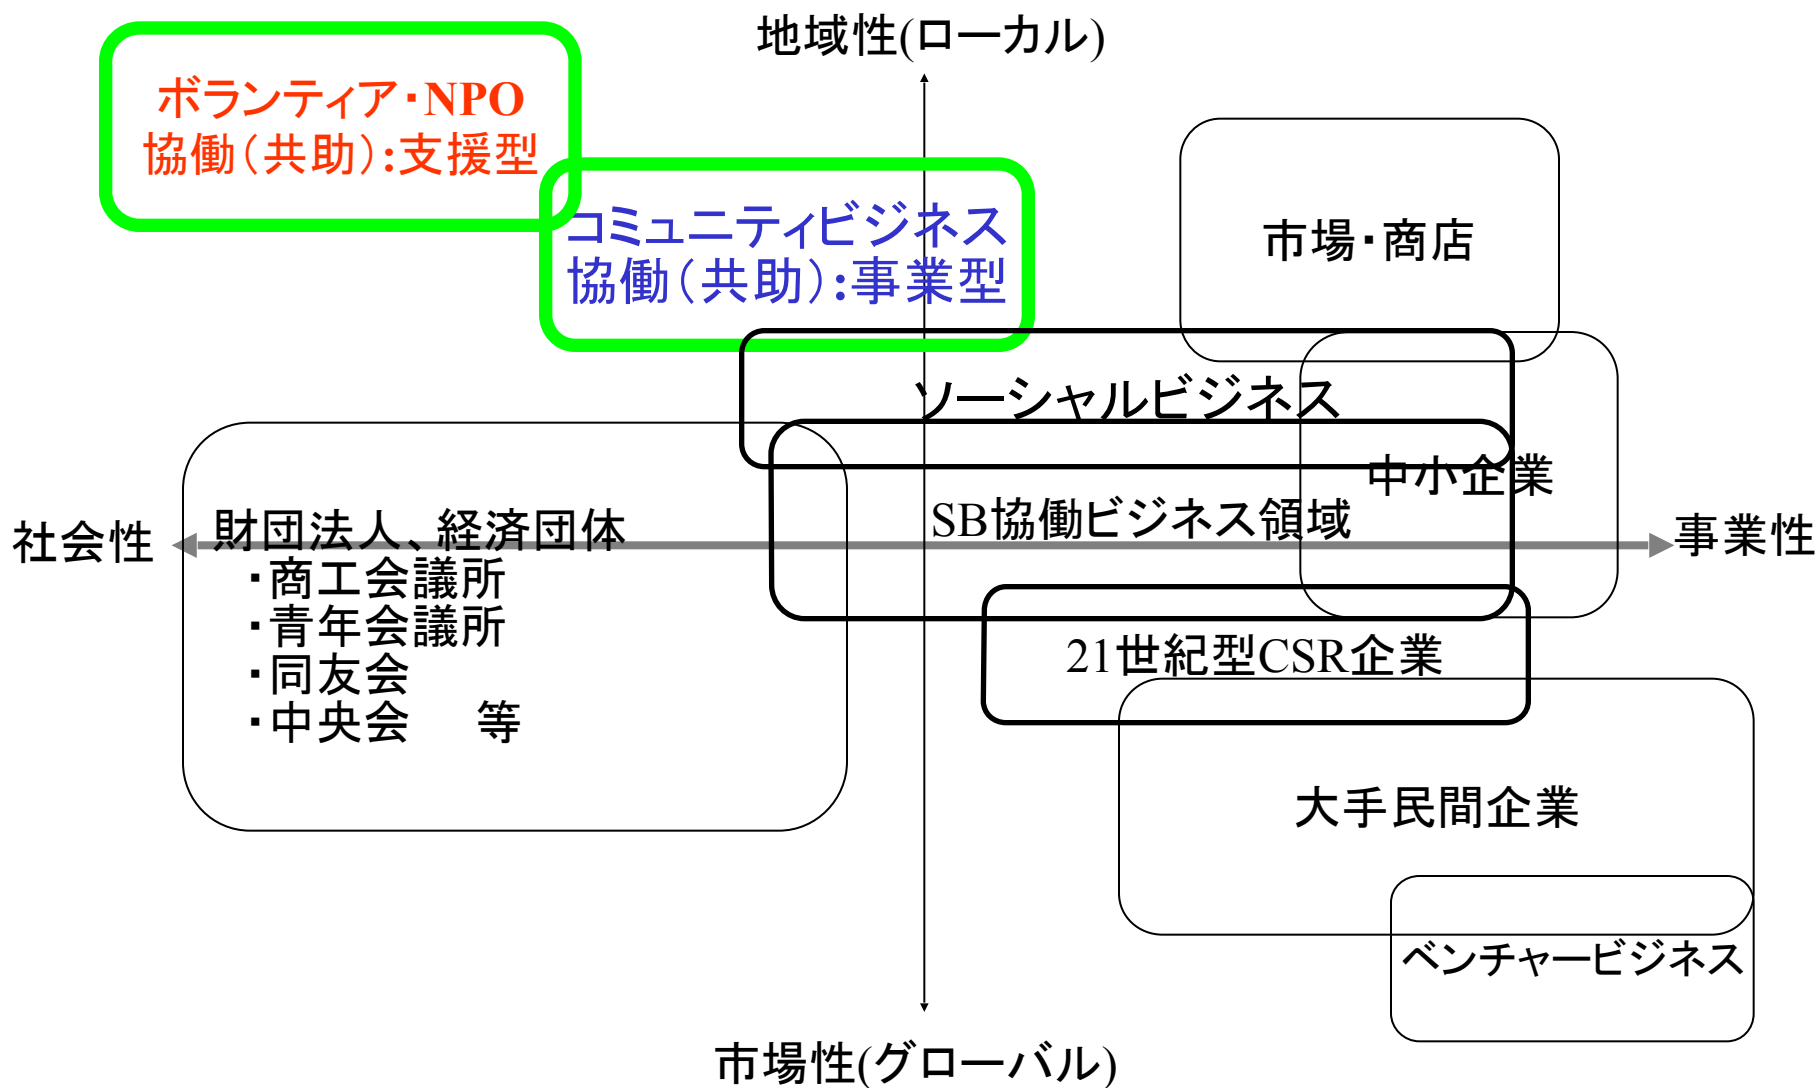 地域性(ローカル)
ボランティア・NPO
協働（共助）:支援型
コミュニティビジネス
協働（共助）:事業型
市場・商店
ソーシャルビジネス
中小企業
SB協働ビジネス領域
社会性
事業性
財団法人、経済団体
・商工会議所
・青年会議所
・同友会
・中央会　等
21世紀型CSR企業
大手民間企業
ベンチャービジネス
市場性(グローバル)